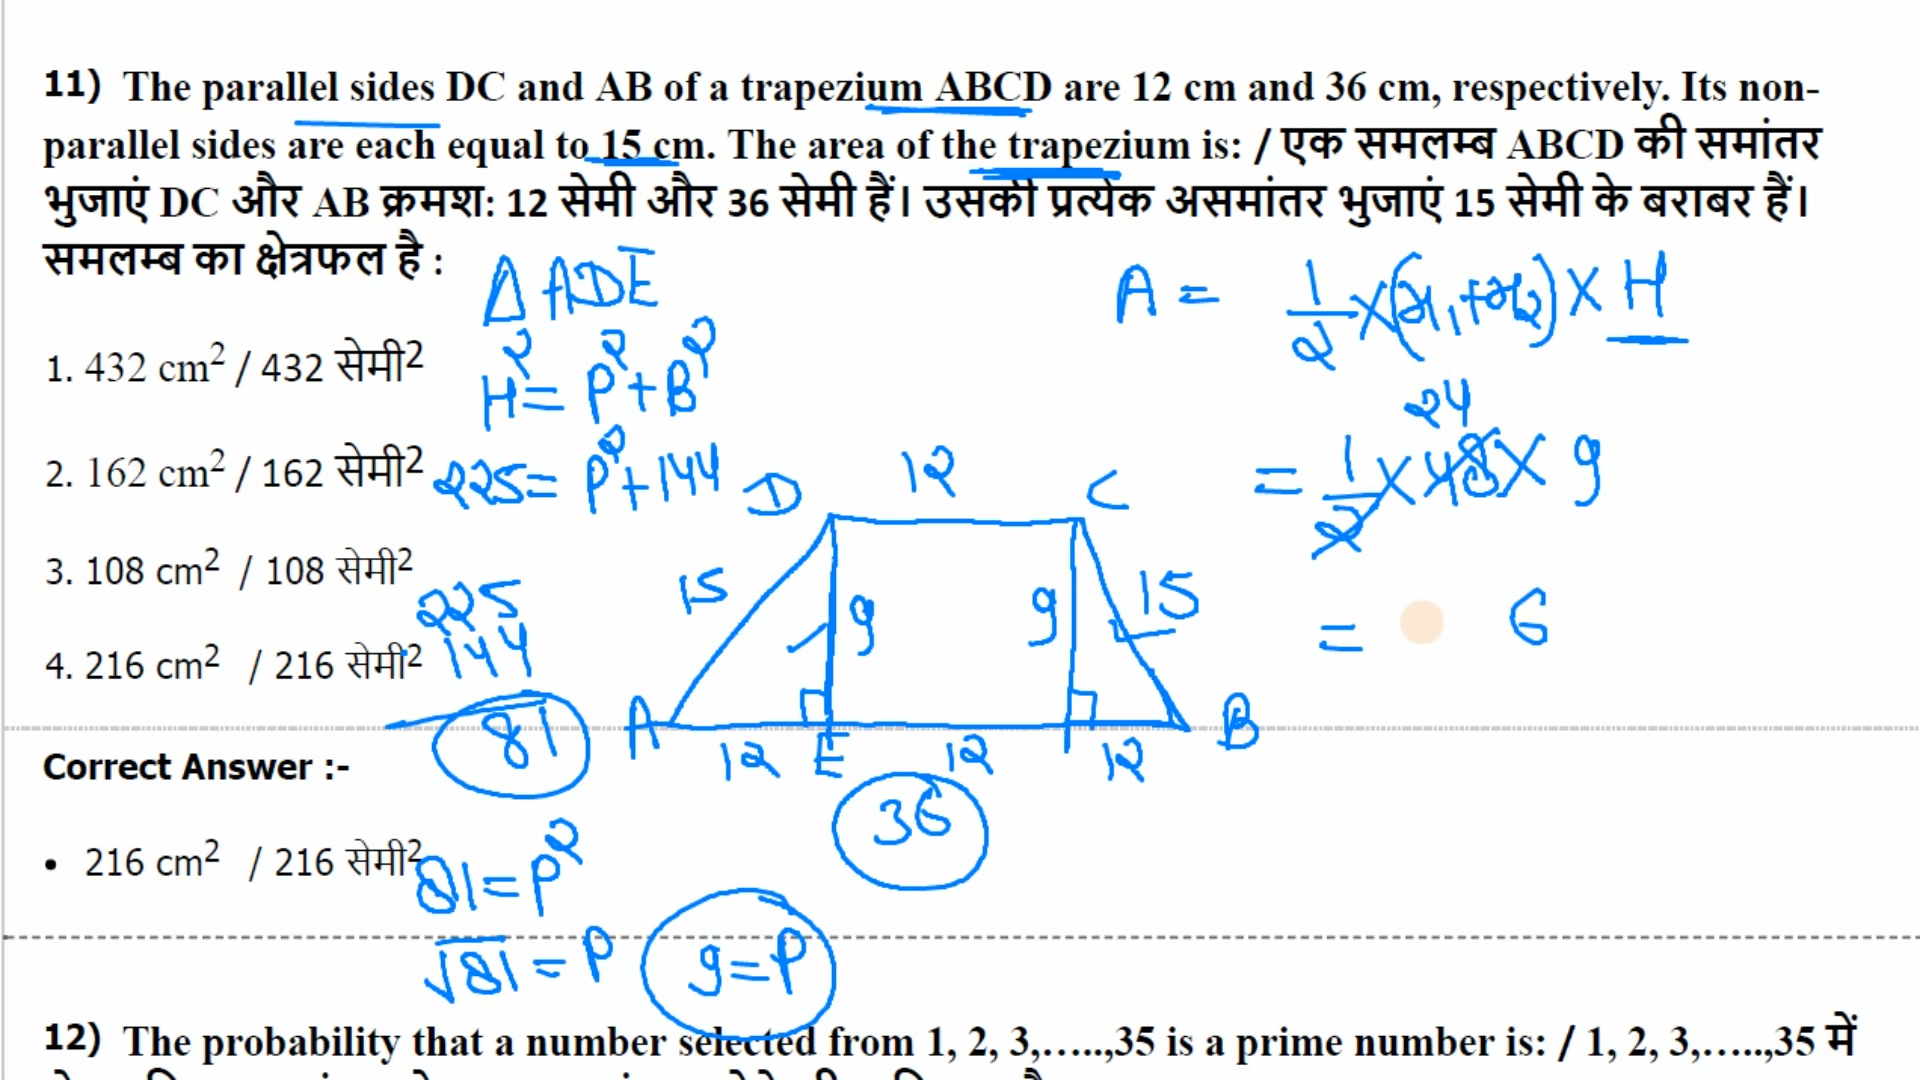 11) The parallel sides DC and AB of a trapezium ABCD are 12 cm and 36 cm, respectively. Its non-
parallel sides are each equal to 15 cm. The area of the trapezium is: / एक समलम्ब ABCD की समांतर
भुजाएं DC और AB क्रमश: 12 सेमी और 36 सेमी हैं। उसकी प्रत्येक असमांतर भुजाएं 15 सेमी के बराबर हैं।
समलम्ब का क्षेत्रफल है :
Δ ADE
A = 1/2 × (अ1+अ2) × H
1. 432 cm² / 432 सेमी²
H² = P² + B²
2. 162 cm² / 162 सेमी²
225 = P² + 144
D 12 C
24
= 1/2 × 48 × 9
3. 108 cm² / 108 सेमी²
225
15 9 9 15
= 6
4. 216 cm² / 216 सेमी²
144
81
A 12 E 12 12 B
36
Correct Answer :-
• 216 cm² / 216 सेमी²
81 = P²
√81 = P
9 = P
12) The probability that a number selected from 1, 2, 3,.....,35 is a prime number is: / 1, 2, 3,.....,35 में